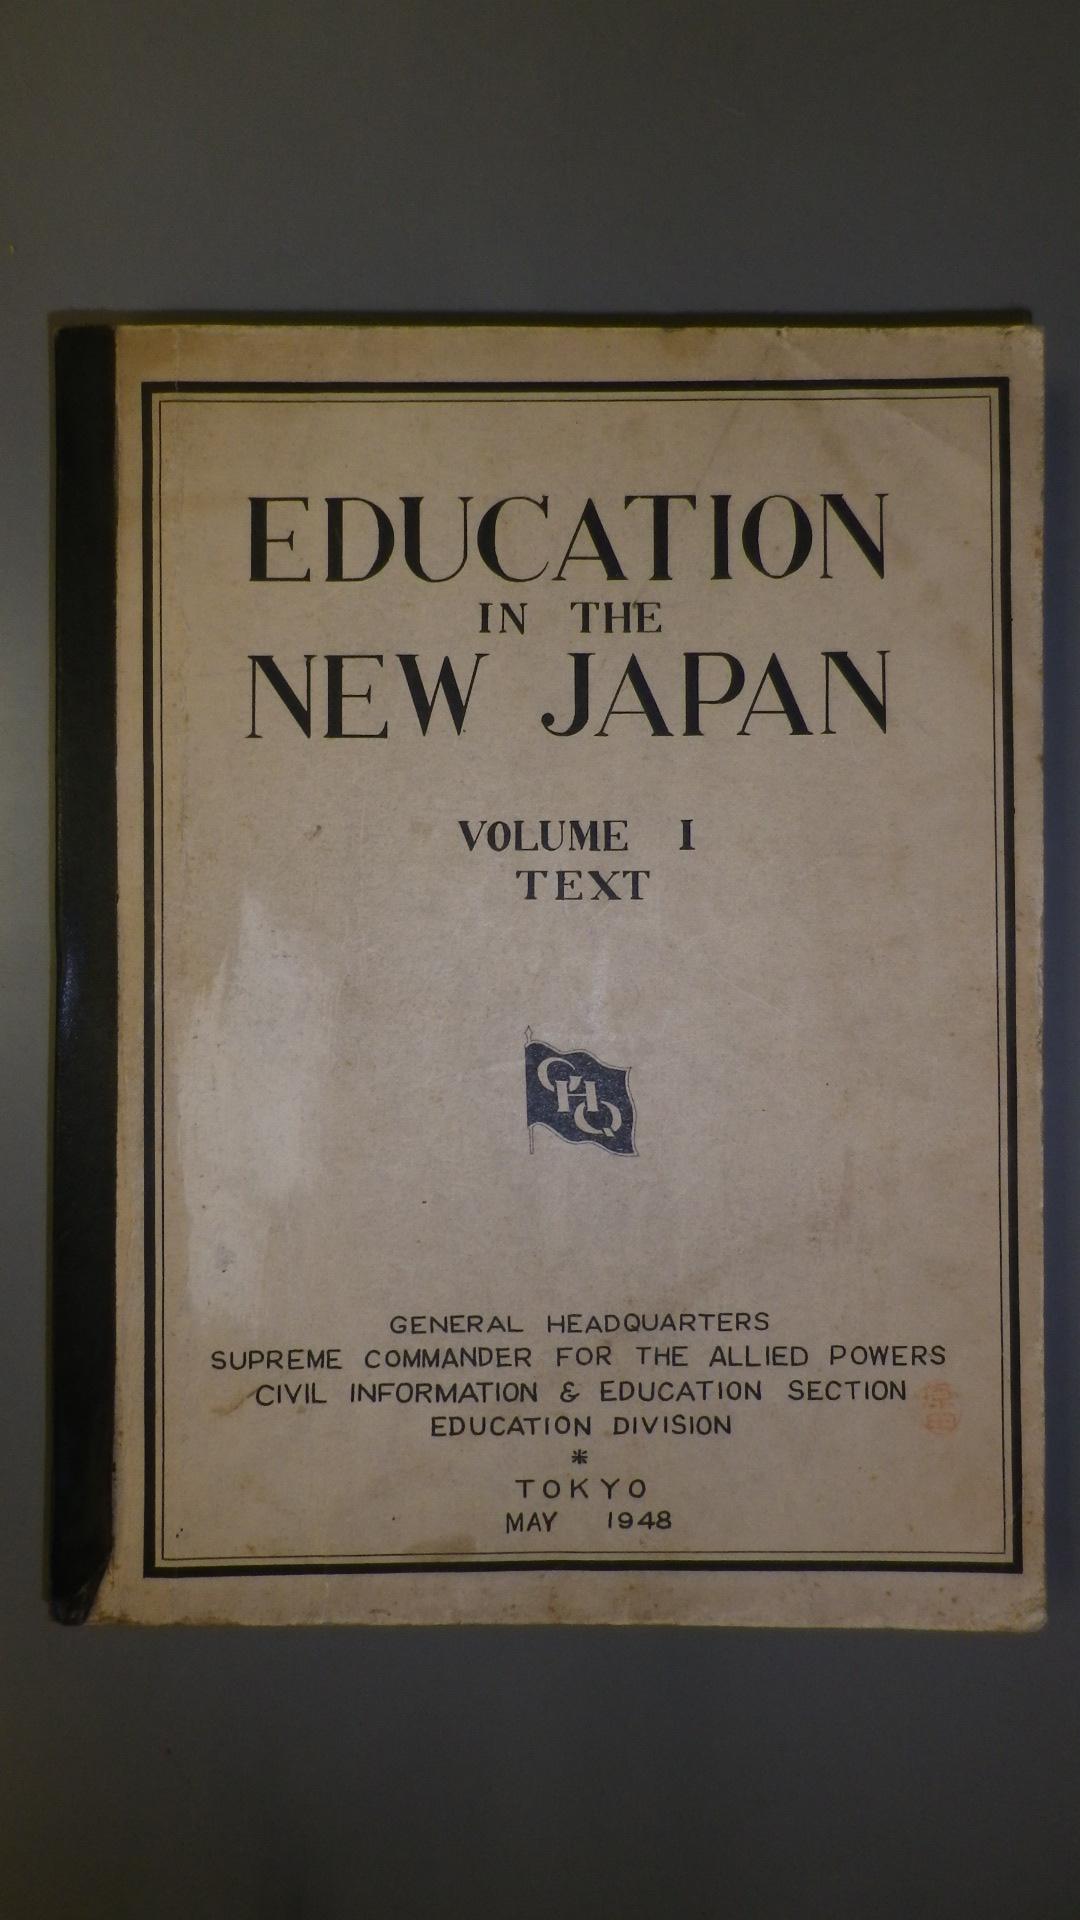 EDUCATION
IN THE
NEW JAPAN
VOLUME I
TEXT
GHQ
GENERAL HEADQUARTERS
SUPREME COMMANDER FOR THE ALLIED POWERS
CIVIL INFORMATION & EDUCATION SECTION
EDUCATION DIVISION
*
TOKYO
MAY 1948